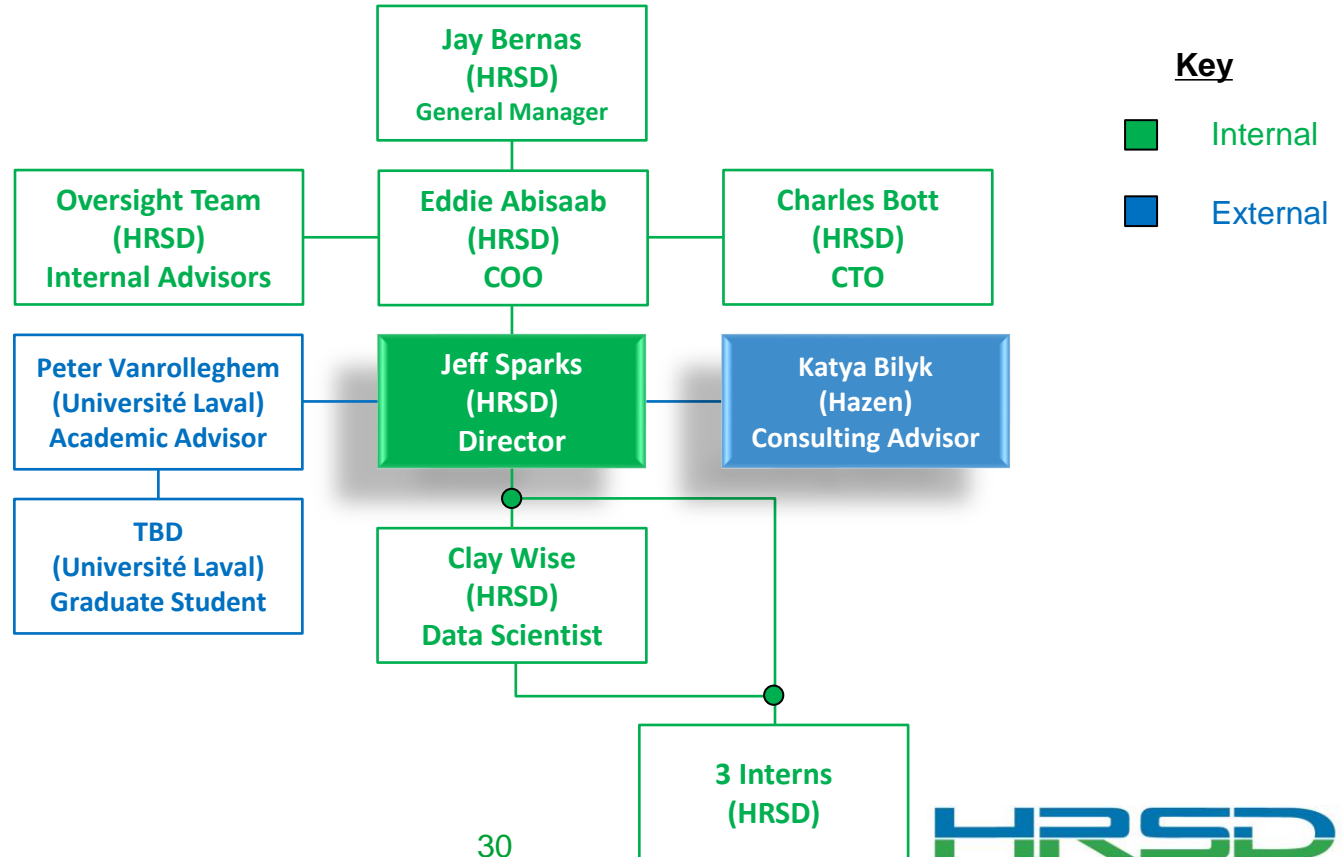 Jay Bernas
(HRSD)
General Manager
Key
Internal
External
Oversight Team
(HRSD)
Internal Advisors
Eddie Abisaab
(HRSD)
COO
Charles Bott
(HRSD)
CTO
Peter Vanrolleghem
(Université Laval)
Academic Advisor
Jeff Sparks
(HRSD)
Director
Katya Bilyk
(Hazen)
Consulting Advisor
TBD
(Université Laval)
Graduate Student
Clay Wise
(HRSD)
Data Scientist
3 Interns
(HRSD)
30
HRSD